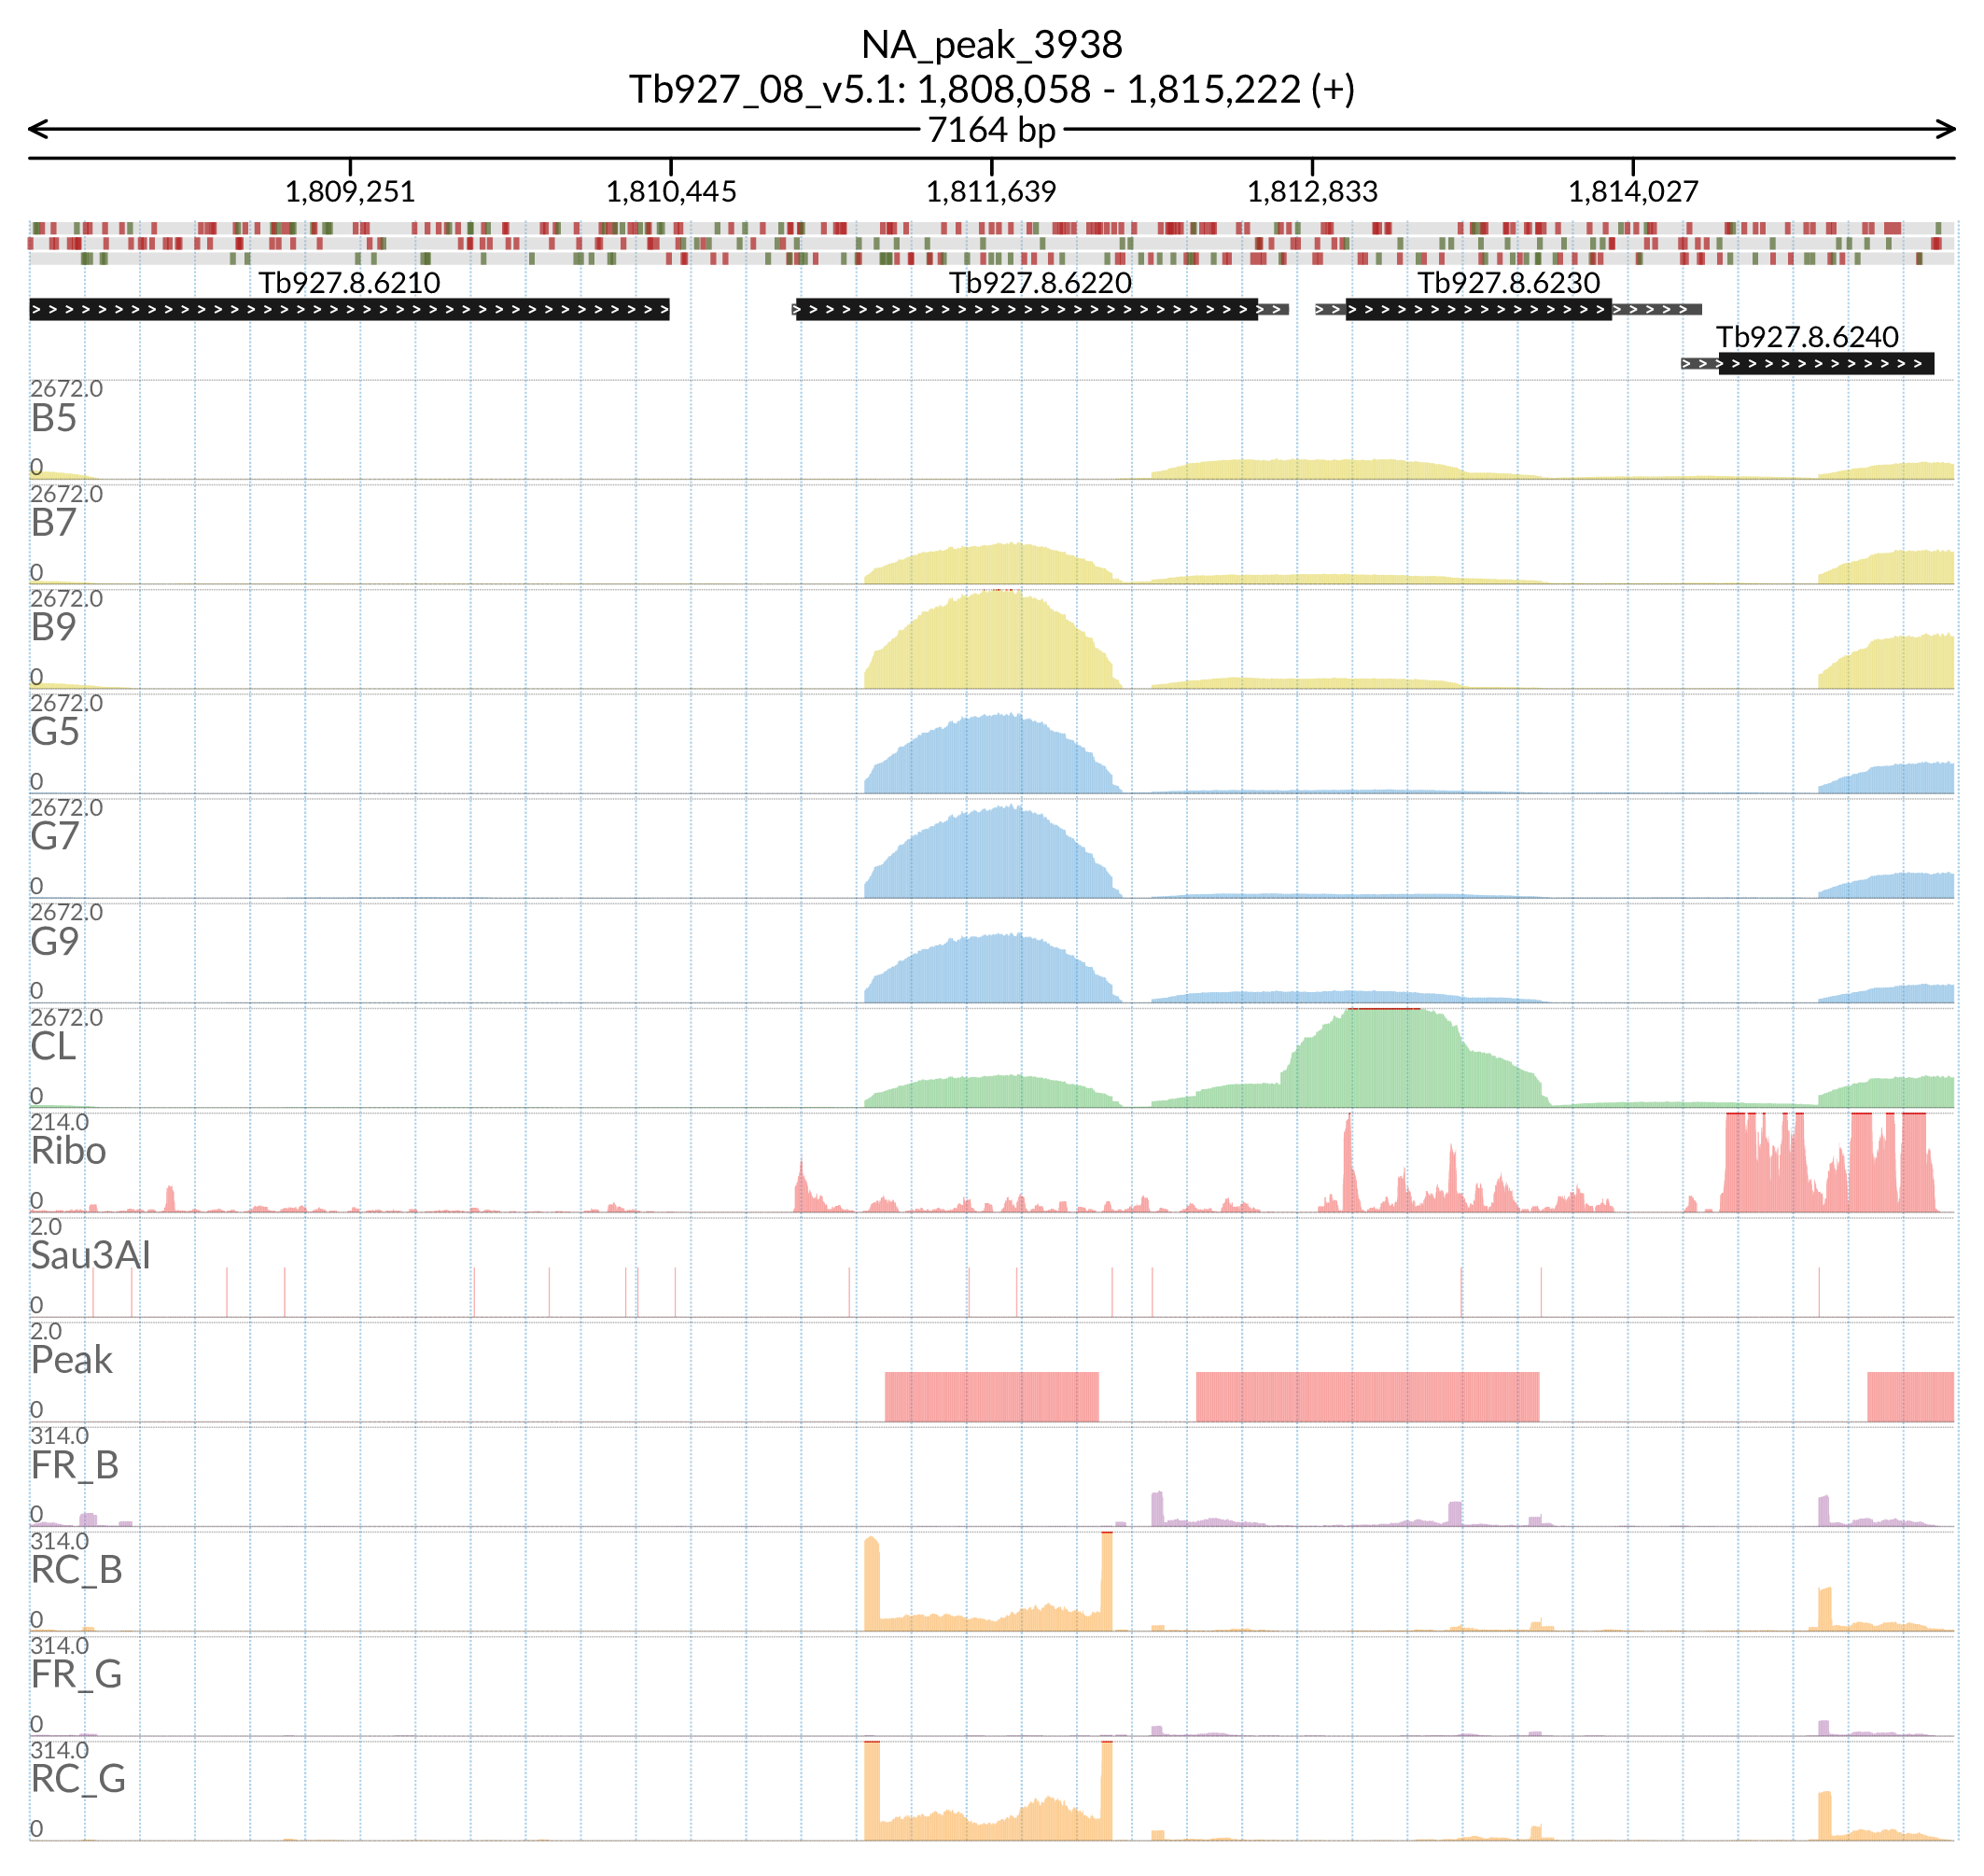 NA_peak_3938
Tb927_08_v5.1: 1,808,058 - 1,815,222 (+)
7164 bp
1,809,251 1,810,445 1,811,639 1,812,833 1,814,027
Tb927.8.6210 Tb927.8.6220 Tb927.8.6230
Tb927.8.6240
2672.0
B5
0
2672.0
B7
0
2672.0
B9
0
2672.0
G5
0
2672.0
G7
0
2672.0
G9
0
2672.0
CL
0
214.0
Ribo
0
2.0
Sau3AI
0
2.0
Peak
0
314.0
FR_B
0
314.0
RC_B
0
314.0
FR_G
0
314.0
RC_G
0